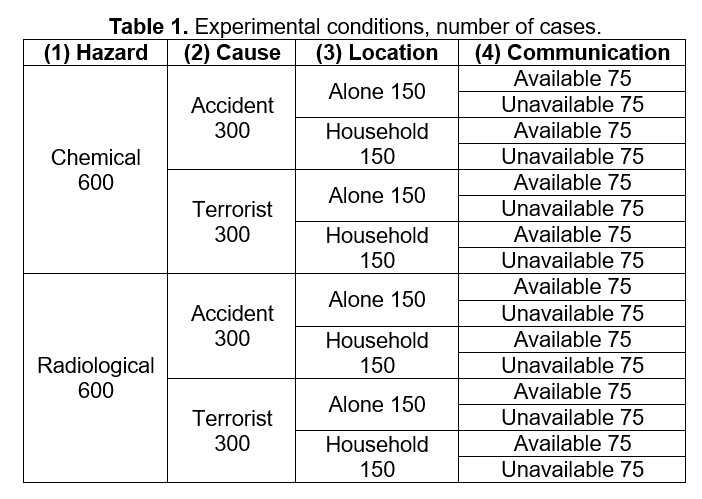 Table 1. Experimental conditions, number of cases.
(1) Hazard (2) Cause (3) Location (4) Communication
Chemical
600
Accident
300
Alone 150
Available 75
Unavailable 75
Household
150
Available 75
Unavailable 75
Terrorist
300
Alone 150
Available 75
Unavailable 75
Household
150
Available 75
Unavailable 75
Radiological
600
Accident
300
Alone 150
Available 75
Unavailable 75
Household
150
Available 75
Unavailable 75
Terrorist
300
Alone 150
Available 75
Unavailable 75
Household
150
Available 75
Unavailable 75